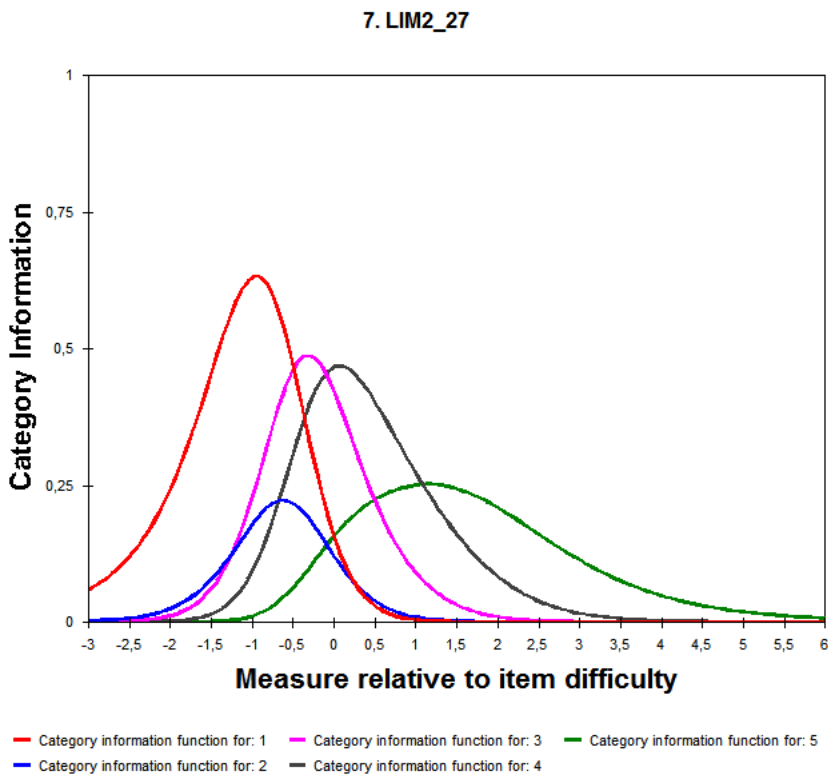 7. LIM2_27
1
0,75
0,5
0,25
0
Category Information
-3 -2,5 -2 -1,5 -1 -0,5 0 0,5 1 1,5 2 2,5 3 3,5 4 4,5 5 5,5 6
Measure relative to item difficulty
Category information function for: 1 Category information function for: 3 Category information function for: 5
Category information function for: 2 Category information function for: 4